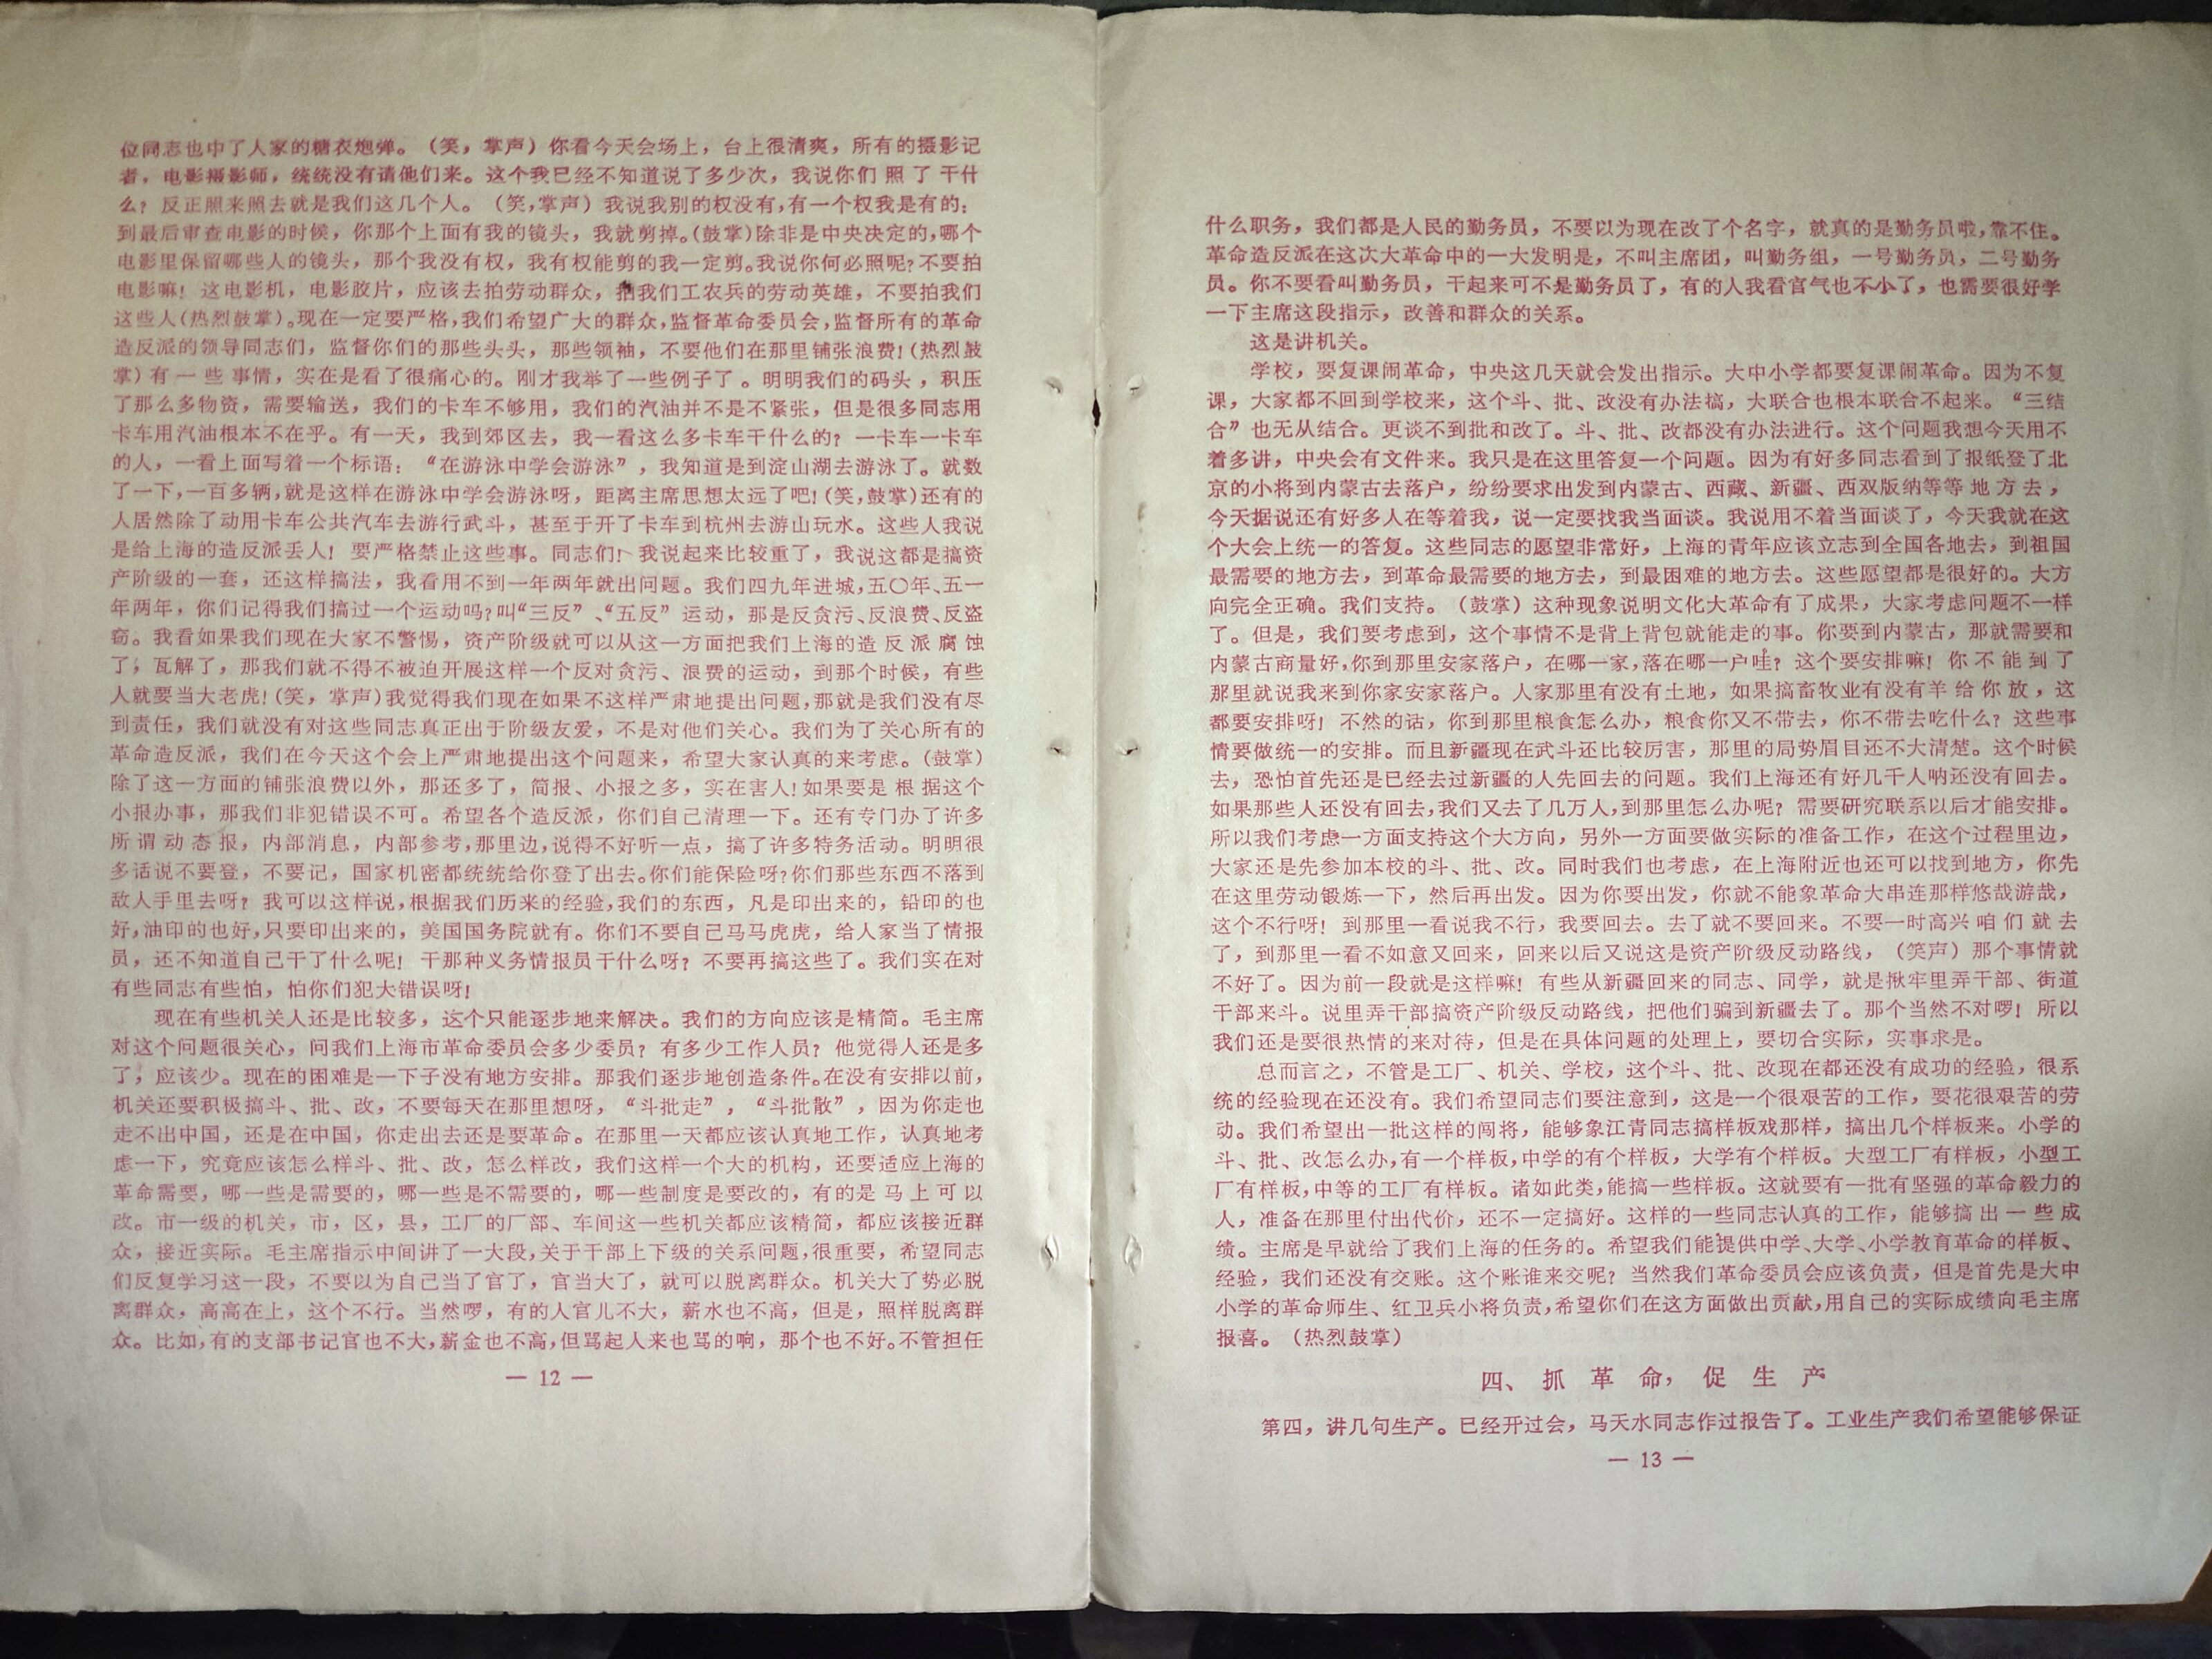 位同志也中了人家的糖衣炮弹。（笑，掌声）你看今天会场上，台上很清爽，所有的摄影记
者，电影摄影师，统统没有请他们来。这个我已经不知道说了多少次，我说你们照了干什
么？反正照来照去就是我们这几个人。（笑，掌声）我说我别的权没有，有一个权我是有的：
到最后审查电影的时候，你那个上面有我的镜头，我就剪掉。（鼓掌）除非是中央决定的，哪个
电影里保留哪些人的镜头，那个我没有权，我有权能剪的我一定剪。我说你何必照呢？不要拍
电影嘛！这电影机，电影胶片，应该去拍劳动群众，拍我们工农兵的劳动英雄，不要拍我们
这些人（热烈鼓掌）。现在一定要严格，我们希望广大的群众，监督革命委员会，监督所有的革命
造反派的领导同志们，监督你们的那些头头，那些领袖，不要他们在那里铺张浪费！（热烈鼓
掌）有一些事情，实在是看了很痛心的。刚才我举了一些例子了。明明我们的码头，积压
了那么多物资，需要输送，我们的卡车不够用，我们的汽油并不是不紧张，但是很多同志用
卡车用汽油根本不在乎。有一天，我到郊区去，我一看这么多卡车干什么的？一卡车一卡车
的人，一看上面写着一个标语：“在游泳中学会游泳”，我知道是到淀山湖去游泳了。就数
了一下，一百多辆，就是这样在游泳中学会游泳呀，距离主席思想太远了吧！（笑，鼓掌）还有的
人居然除了动用卡车公共汽车去游行武斗，甚至于开了卡车到杭州去游山玩水。这些人我说
是给上海的造反派丢人！要严格禁止这些事。同志们！我说起来比较重了，我说这都是搞资
产阶级的一套，还这样搞法，我看用不到一年两年就出问题。我们四九年进城，五〇年、五一
年两年，你们记得我们搞过一个运动吗？叫“三反”、“五反”运动，那是反贪污、反浪费、反盗
窃。我看如果我们现在大家不警惕，资产阶级就可以从这一方面把我们上海的造反派腐蚀
了，瓦解了，那我们就不得不被迫开展这样一个反对贪污、浪费的运动，到那个时候，有些
人就要当大老虎！（笑，掌声）我觉得我们现在如果不这样严肃地提出问题，那就是我们没有尽
到责任，我们就没有对这些同志真正出于阶级友爱，不是对他们关心。我们为了关心所有的
革命造反派，我们在今天这个会上严肃地提出这个问题来，希望大家认真的来考虑。（鼓掌）
除了这一方面的铺张浪费以外，那还多了，简报、小报之多，实在害人！如果要是根据这个
小报办事，那我们非犯错误不可。希望各个造反派，你们自己清理一下。还有专门办了许多
所谓动态报，内部消息，内部参考，那里边，说得不好听一点，搞了许多特务活动。明明很
多话说不要登，不要记，国家机密都统统给你登了出去。你们能保险呀？你们那些东西不落到
敌人手里去呀？我可以这样说，根据我们历来的经验，我们的东西，凡是印出来的，铅印的也
好，油印的也好，只要印出来的，美国国务院就有。你们不要自己马马虎虎，给人家当了情报
员，还不知道自己干了什么呢！干那种义务情报员干什么呀？不要再搞这些了。我们实在对
有些同志有些怕，怕你们犯大错误呀！
现在有些机关人还是比较多，这个只能逐步地来解决。我们的方向应该是精简。毛主席
对这个问题很关心，问我们上海市革命委员会多少委员？有多少工作人员？他觉得人还是多
了，应该少。现在的困难是一下子没有地方安排。那我们逐步地创造条件。在没有安排以前，
机关还要积极搞斗、批、改，不要每天在那里想呀，“斗批走”，“斗批散”，因为你走也
走不出中国，还是在中国，你走出去还是要革命。在那里一天都应该认真地工作，认真地考
虑一下，究竟应该怎么样斗、批、改，怎么样改，我们这样一个大的机构，还要适应上海的
革命需要，哪一些是需要的，哪一些是不需要的，哪一些制度是要改的，有的是马上可以
改。市一级的机关，市，区，县，工厂的厂部、车间这一些机关都应该精简，都应该接近群
众，接近实际。毛主席指示中间讲了一大段，关于干部上下级的关系问题，很重要，希望同志
们反复学习这一段，不要以为自己当了官了，官当大了，就可以脱离群众。机关大了势必脱
离群众，高高在上，这个不行。当然啰，有的人官儿不大，薪水也不高，但是，照样脱离群
众。比如，有的支部书记官也不大，薪金也不高，但骂起人来也骂的响，那个也不好。不管担任
— 12 —
什么职务，我们都是人民的勤务员，不要以为现在改了个名字，就真的是勤务员啦，靠不住。
革命造反派在这次大革命中的一大发明是，不叫主席团，叫勤务组，一号勤务员，二号勤务
员。你不要看叫勤务员，干起来可不是勤务员了，有的人我看官气也不小了，也需要很好学
一下主席这段指示，改善和群众的关系。
这是讲机关。
学校，要复课闹革命，中央这几天就会发出指示。大中小学都要复课闹革命。因为不复
课，大家都不回到学校来，这个斗、批、改没有办法搞，大联合也根本联合不起来。“三结
合”也无从结合。更谈不到批和改了。斗、批、改都没有办法进行。这个问题我想今天用不
着多讲，中央会有文件来。我只是在这里答复一个问题。因为有好多同志看到了报纸登了北
京的小将到内蒙古去落户，纷纷要求出发到内蒙古、西藏、新疆、西双版纳等等地方去，
今天据说还有好多人在等着我，说一定要找我当面谈。我说用不着当面谈了，今天我就在这
个大会上统一的答复。这些同志的愿望非常好，上海的青年应该立志到全国各地去，到祖国
最需要的地方去，到革命最需要的地方去，到最困难的地方去。这些愿望都是很好的。大方
向完全正确。我们支持。（鼓掌）这种现象说明文化大革命有了成果，大家考虑问题不一样
了。但是，我们要考虑到，这个事情不是背上背包就能走的事。你要到内蒙古，那就需要和
内蒙古商量好，你到那里安家落户，在哪一家，落在哪一户哇？这个要安排嘛！你不能到了
那里就说我来到你家安家落户。人家那里有没有土地，如果搞畜牧业有没有羊给你放，这
都要安排呀！不然的话，你到那里粮食怎么办，粮食你又不带去，你不带去吃什么？这些事
情要做统一的安排。而且新疆现在武斗还比较厉害，那里的局势眉目还不大清楚。这个时候
去，恐怕首先还是已经去过新疆的人先回去的问题。我们上海还有好几千人呐还没有回去。
如果那些人还没有回去，我们又去了几万人，到那里怎么办呢？需要研究联系以后才能安排。
所以我们考虑一方面支持这个大方向，另外一方面要做实际的准备工作，在这个过程里边，
大家还是先参加本校的斗、批、改。同时我们也考虑，在上海附近也还可以找到地方，你先
在这里劳动锻炼一下，然后再出发。因为你要出发，你就不能象革命大串连那样悠哉游哉，
这个不行呀！到那里一看说我不行，我要回去。去了就不要回来。不要一时高兴咱们就去
了，到那里一看不如意又回来，回来以后又说这是资产阶级反动路线，（笑声）那个事情就
不好了。因为前一段就是这样嘛！有些从新疆回来的同志、同学，就是揪牢里弄干部、街道
干部来斗。说里弄干部搞资产阶级反动路线，把他们骗到新疆去了。那个当然不对啰！所以
我们还是要很热情的来对待，但是在具体问题的处理上，要切合实际，实事求是。
总而言之，不管是工厂、机关、学校，这个斗、批、改现在都还没有成功的经验，很系
统的经验现在还没有。我们希望同志们要注意到，这是一个很艰苦的工作，要花很艰苦的劳
动。我们希望出一批这样的闯将，能够象江青同志搞样板戏那样，搞出几个样板来。小学的
斗、批、改怎么办，有一个样板，中学的有个样板，大学有个样板。大型工厂有样板，小型工
厂有样板，中等的工厂有样板。诸如此类，能搞一些样板。这就要有一批有坚强的革命毅力的
人，准备在那里付出代价，还不一定搞好。这样的一些同志认真的工作，能够搞出一些成
绩。主席是早就给了我们上海的任务的。希望我们能提供中学、大学、小学教育革命的样板、
经验，我们还没有交账。这个账谁来交呢？当然我们革命委员会应该负责，但是首先是大中
小学的革命师生、红卫兵小将负责，希望你们在这方面做出贡献，用自己的实际成绩向毛主席
报喜。（热烈鼓掌）
四、抓革命，促生产
第四，讲几句生产。已经开过会，马天水同志作过报告了。工业生产我们希望能够保证
— 13 —